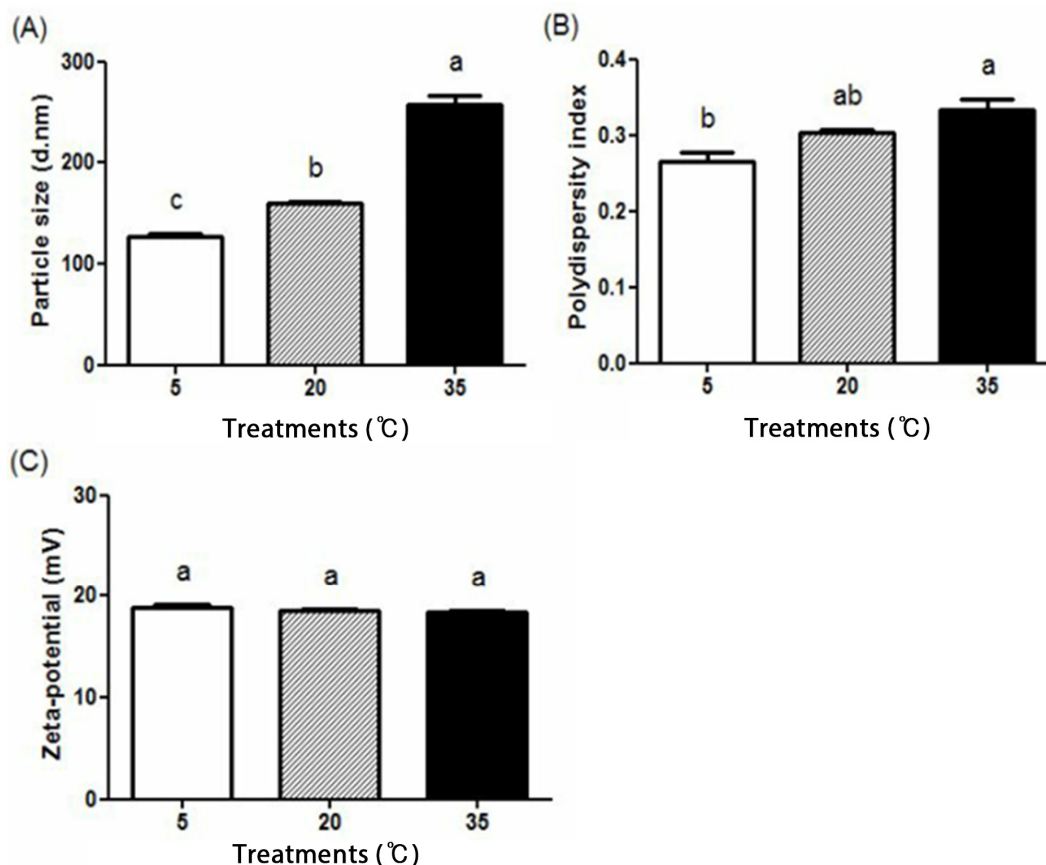 (A)
Particle size (d.nm)
300
200
100
0
a
b
c
5 20 35
Treatments (℃)
(B)
Polydispersity index
0.4
0.3
0.2
0.1
0.0
b
ab
a
5 20 35
Treatments (℃)
(C)
Zeta-potential (mV)
30
20
10
0
a a a
5 20 35
Treatments (℃)